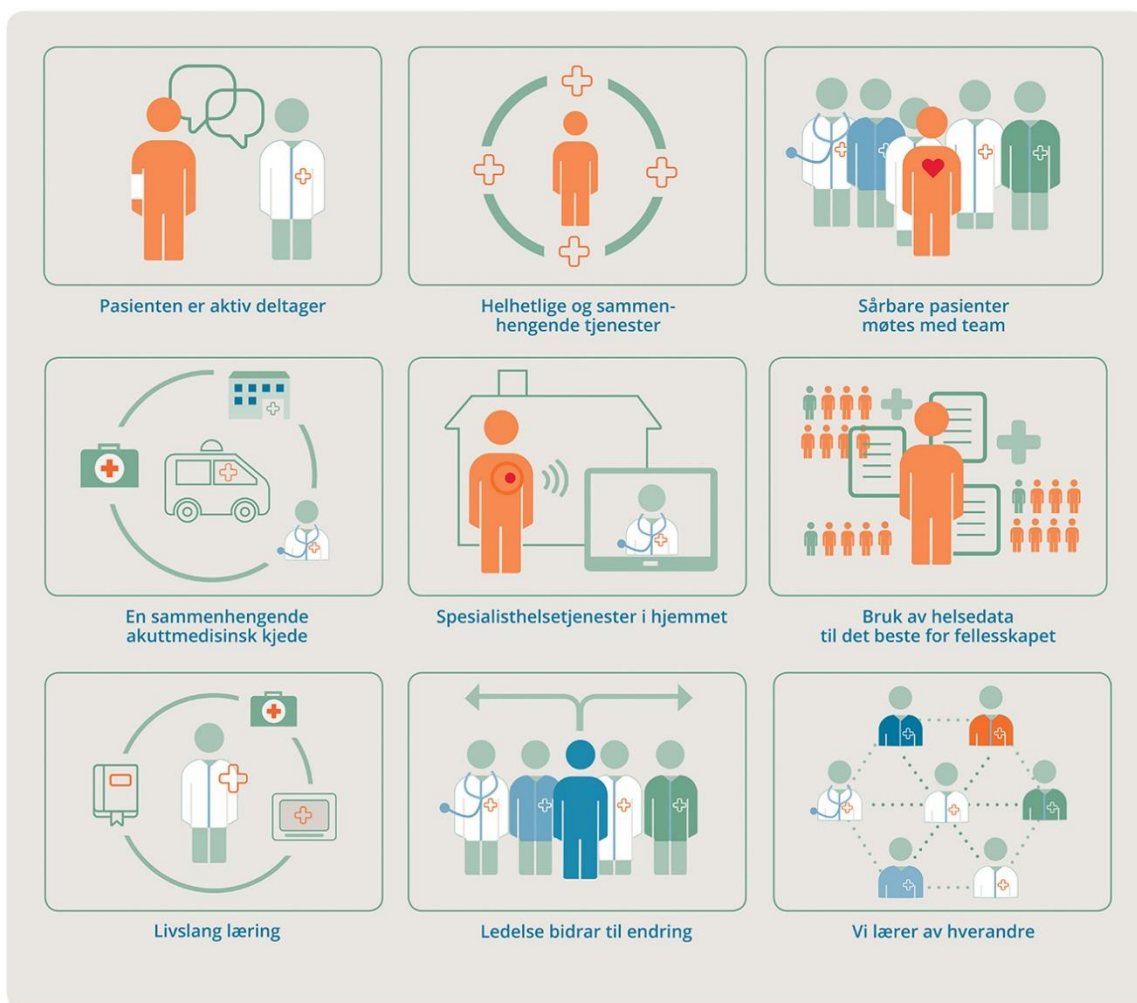 Pasienten er aktiv deltager
Helhetlige og sammen-
hengende tjenester
Sårbare pasienter
møtes med team
En sammenhengende
akuttmedisinsk kjede
Spesialisthelsetjenester i hjemmet
Bruk av helsedata
til det beste for fellesskapet
Livslang læring
Ledelse bidrar til endring
Vi lærer av hverandre